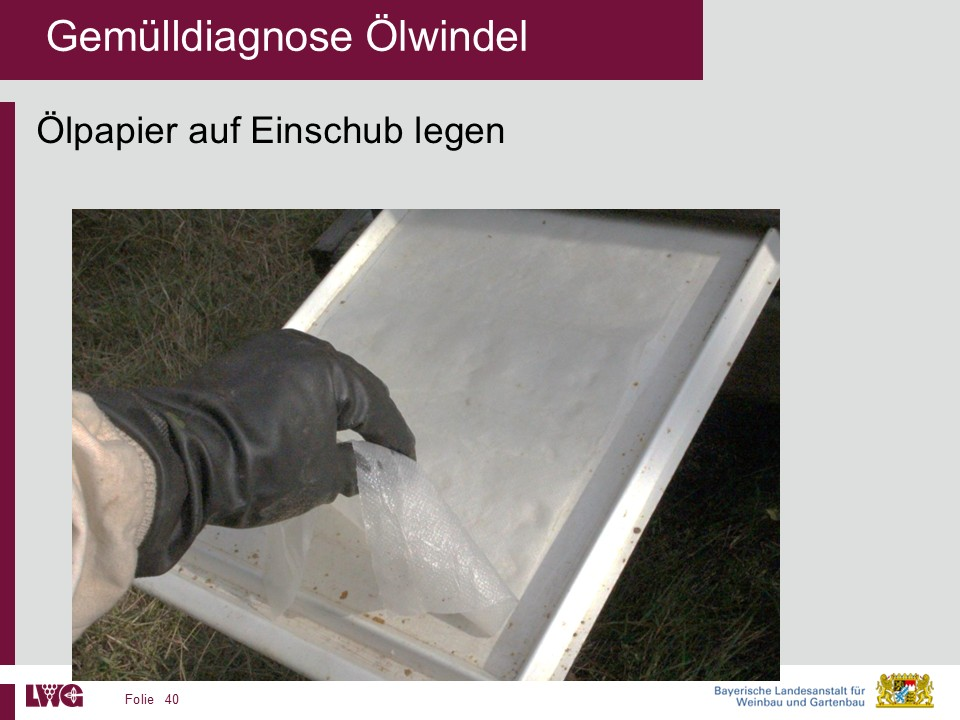 Gemülldiagnose Ölwindel
Ölpapier auf Einschub legen
LWG
Folie 40
Bayerische Landesanstalt für
Weinbau und Gartenbau